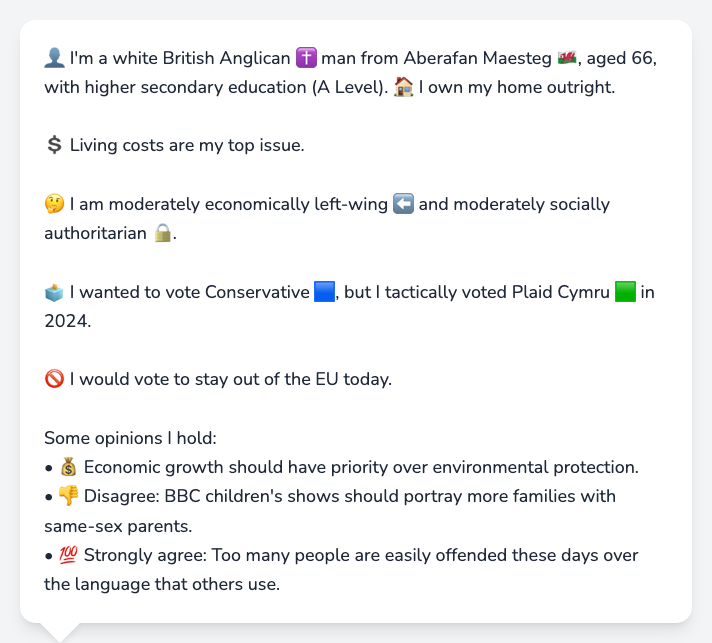 👤 I'm a white British Anglican ✝️ man from Aberafan Maesteg 🏴󠁧󠁢󠁷󠁬󠁳󠁿, aged 66,
with higher secondary education (A Level). 🏠 I own my home outright.
💲 Living costs are my top issue.
🤔 I am moderately economically left-wing ⬅️ and moderately socially
authoritarian 🔒.
🗳️ I wanted to vote Conservative 🟦, but I tactically voted Plaid Cymru 🟩 in
2024.
🚫 I would vote to stay out of the EU today.
Some opinions I hold:
• 💰 Economic growth should have priority over environmental protection.
• 👎 Disagree: BBC children's shows should portray more families with
same-sex parents.
• 💯 Strongly agree: Too many people are easily offended these days over
the language that others use.